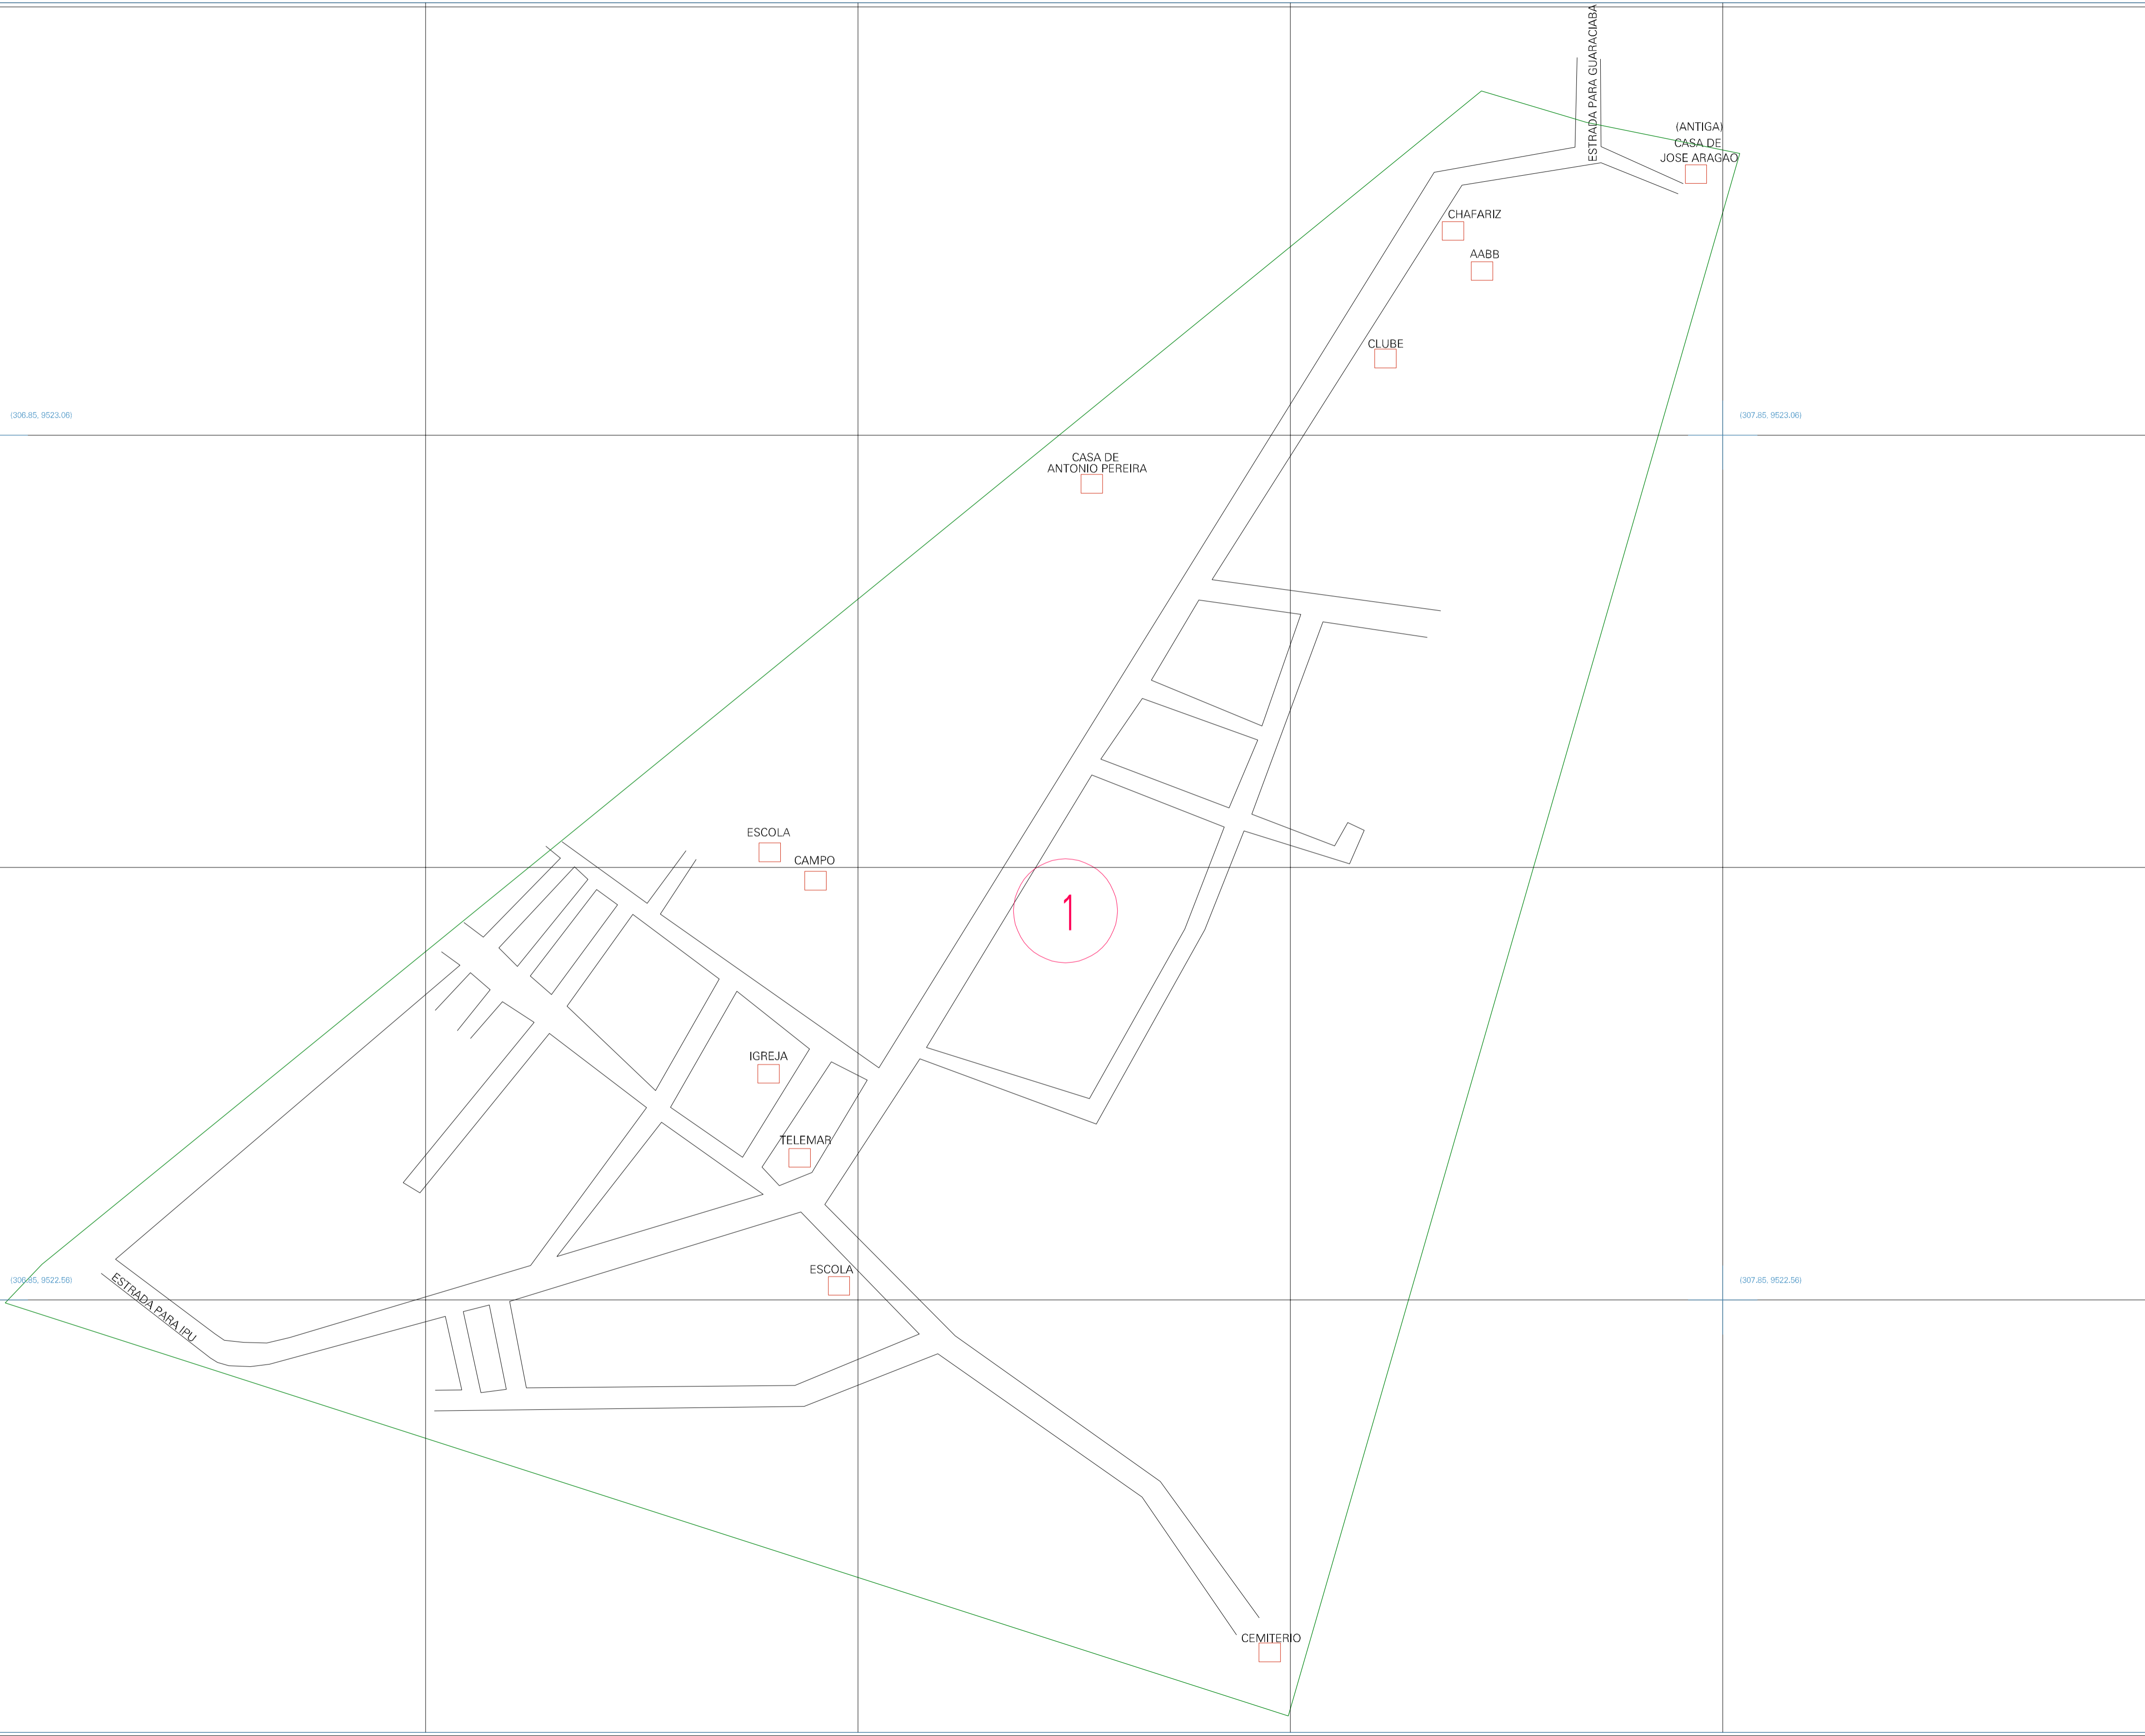 ESTRADA PARA GUARACIABA
(ANTIGA)
CASA DE
JOSE ARAGAO
CHAFARIZ
AABB
CLUBE
(306.85, 9523.06)
(307.85, 9523.06)
CASA DE
ANTONIO PEREIRA
ESCOLA
CAMPO
1
IGREJA
TELEMAR
ESCOLA
(306.85, 9522.56)
(307.85, 9522.56)
ESTRADA PARA IPU
CEMITERIO